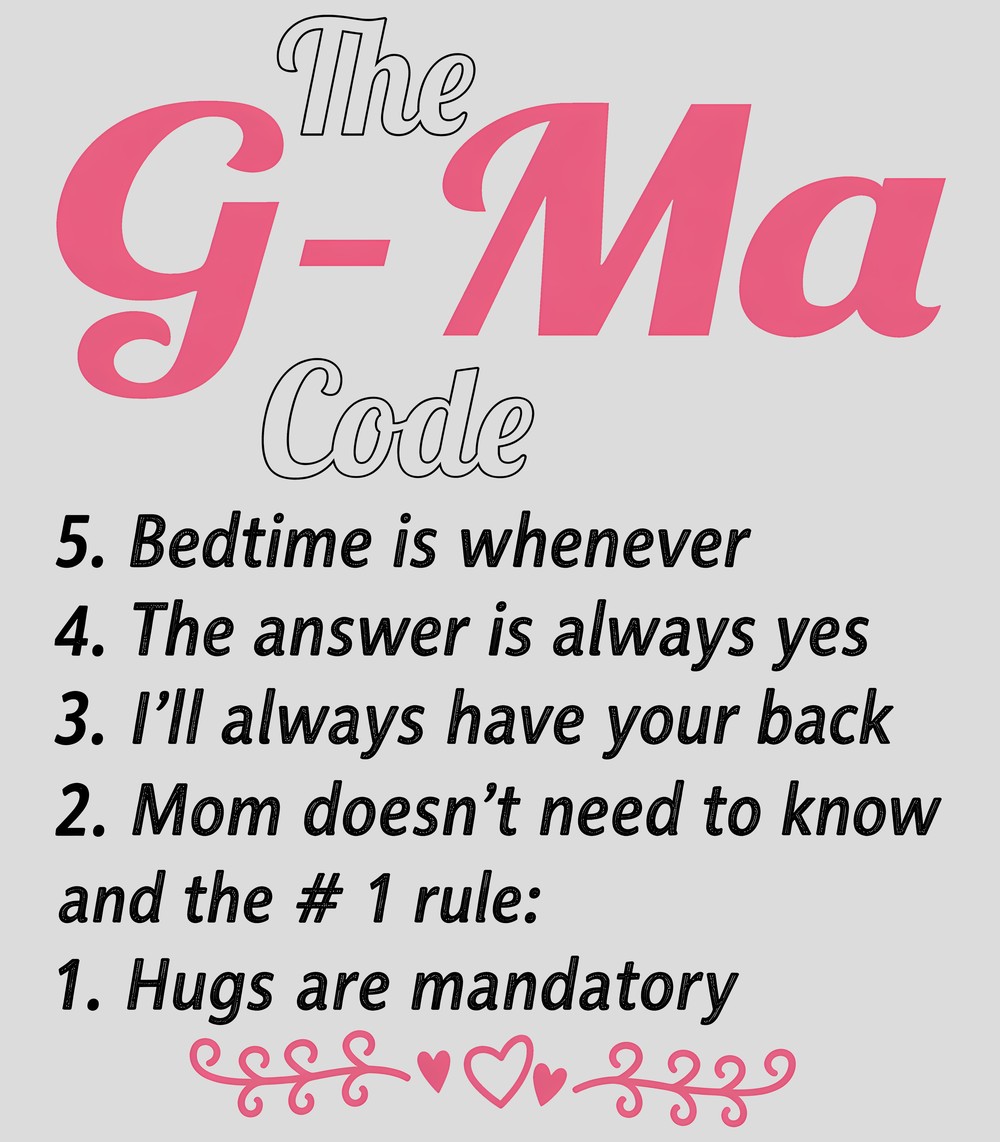 The
G-Ma
Code
5. Bedtime is whenever
4. The answer is always yes
3. I’ll always have your back
2. Mom doesn’t need to know
and the # 1 rule:
1. Hugs are mandatory